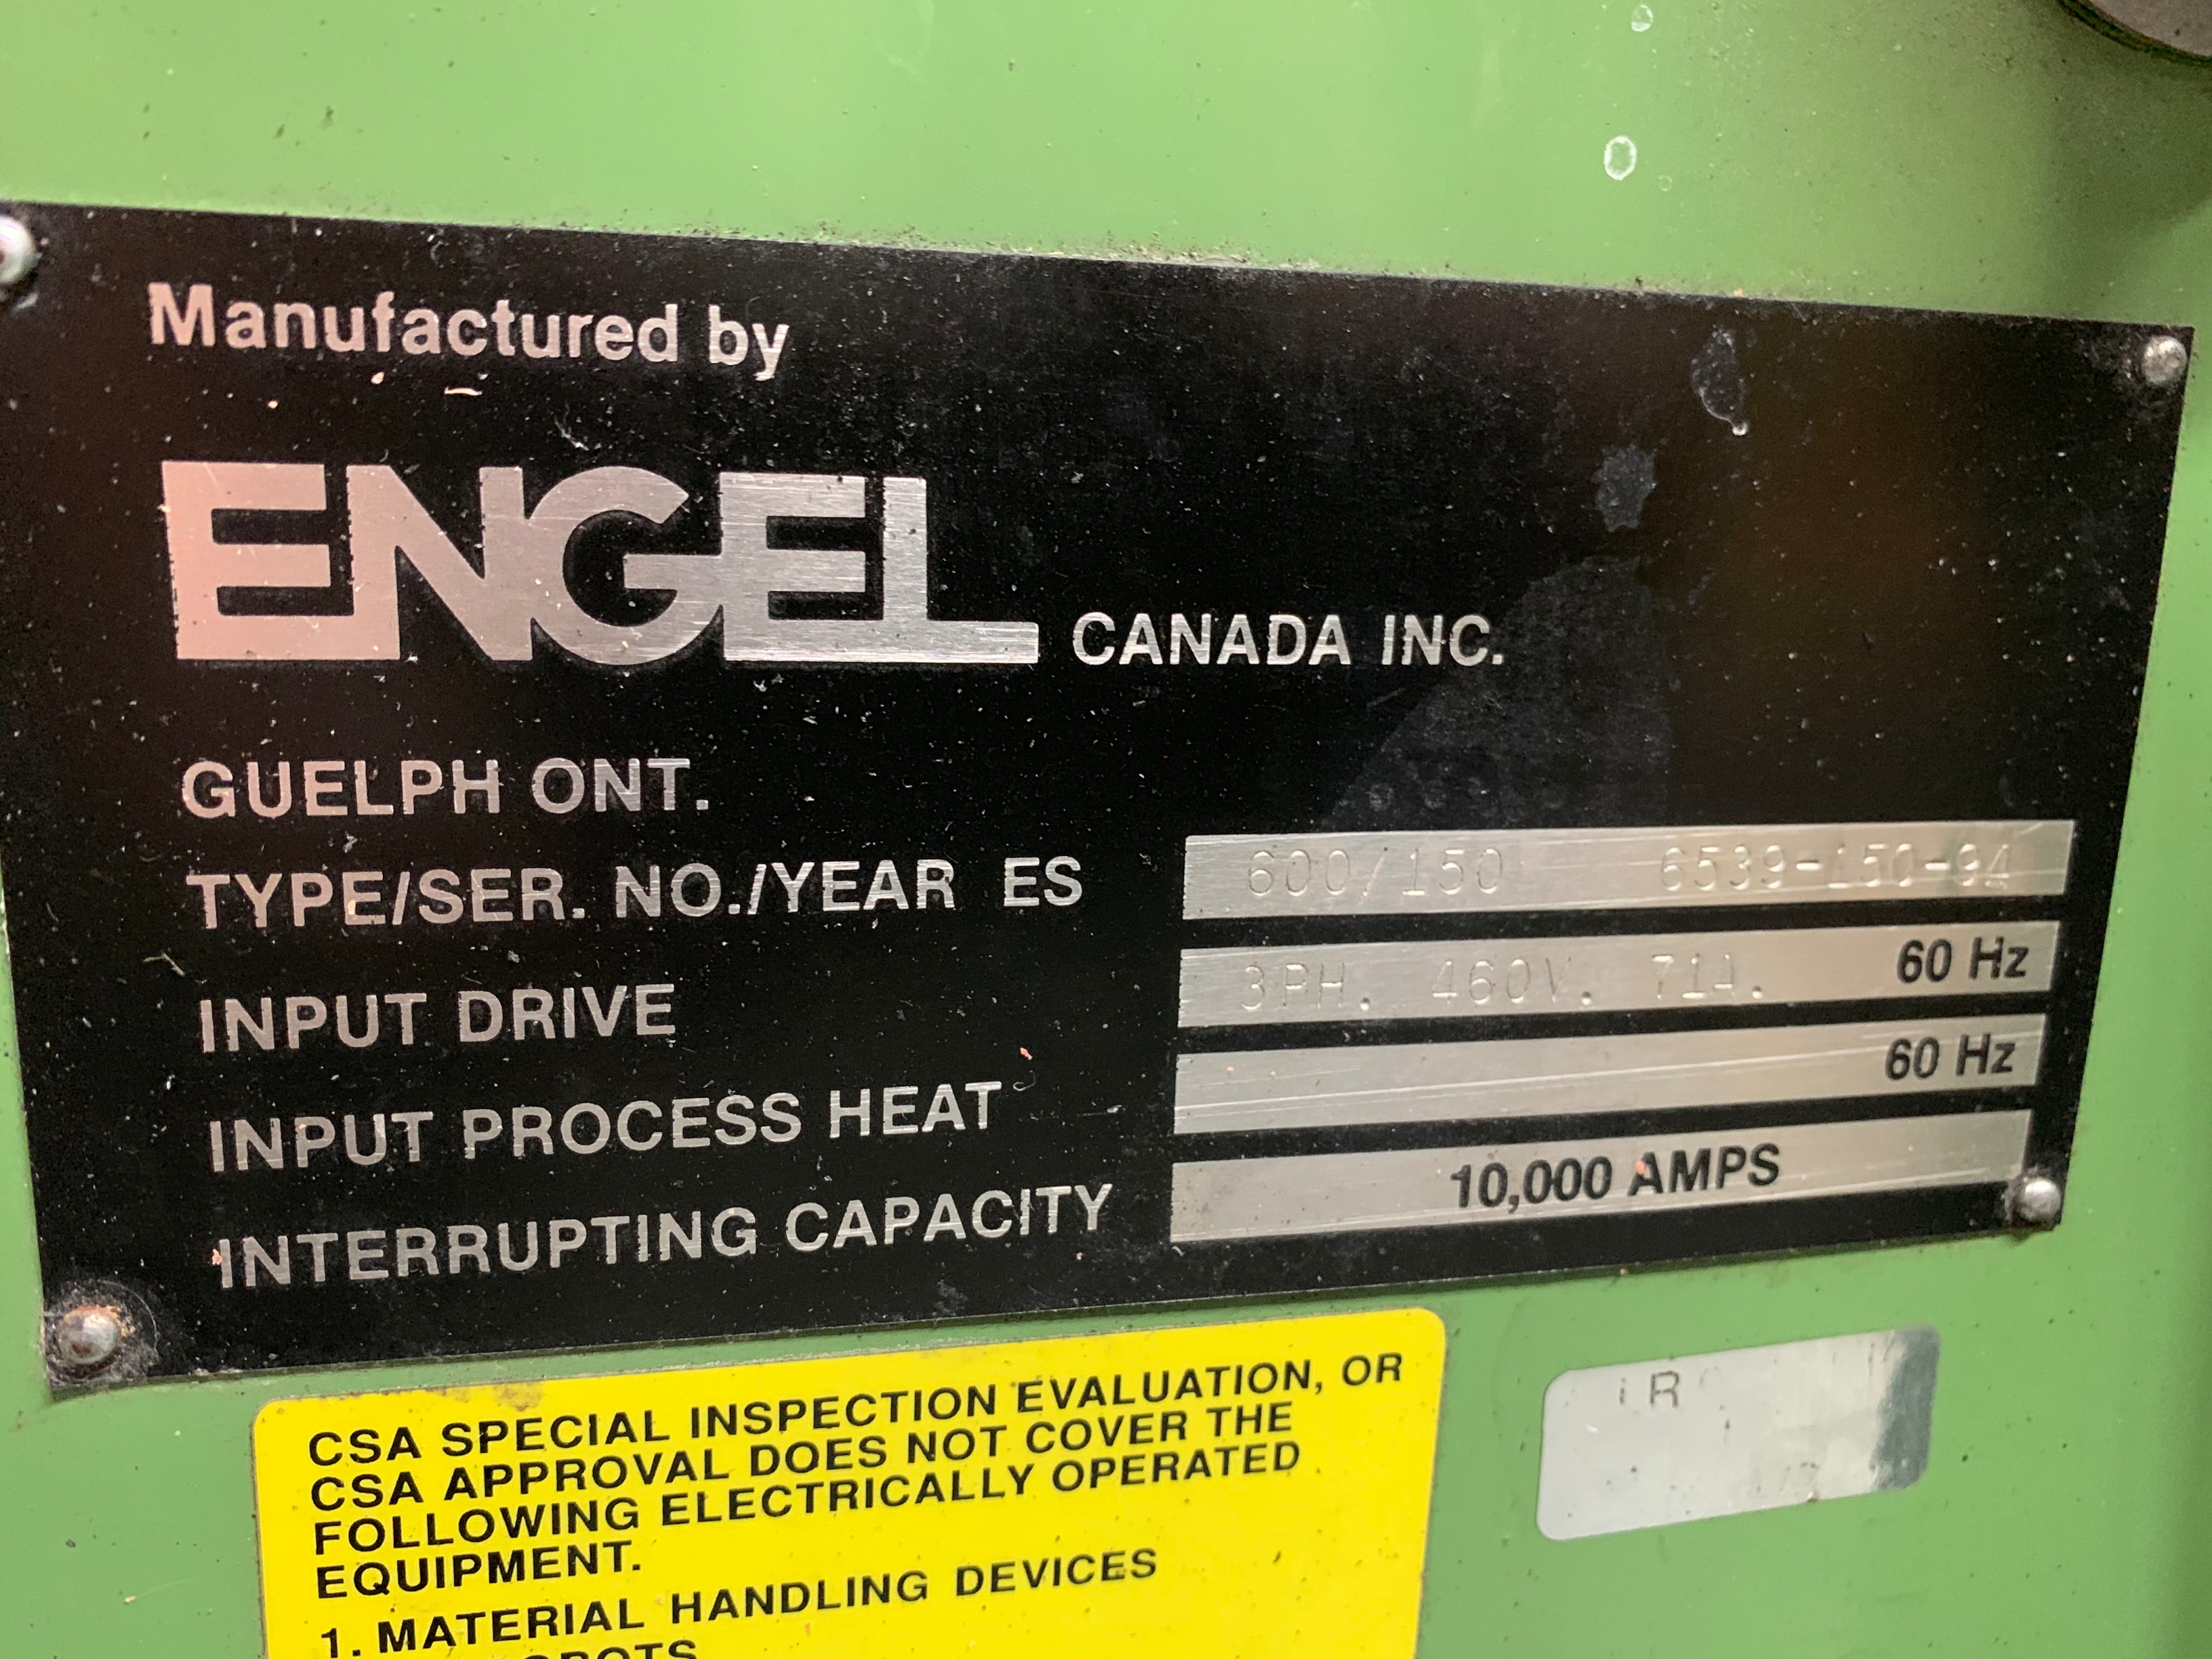 Manufactured by
ENGEL CANADA INC.
GUELPH ONT.
TYPE/SER. NO./YEAR ES 600/150 6539-150-94
INPUT DRIVE 3PH. 460V. 71A. 60 Hz
INPUT PROCESS HEAT 60 Hz
INTERRUPTING CAPACITY 10,000 AMPS
CSA SPECIAL INSPECTION EVALUATION, OR
CSA APPROVAL DOES NOT COVER THE
FOLLOWING ELECTRICALLY OPERATED
EQUIPMENT.
1. MATERIAL HANDLING DEVICES